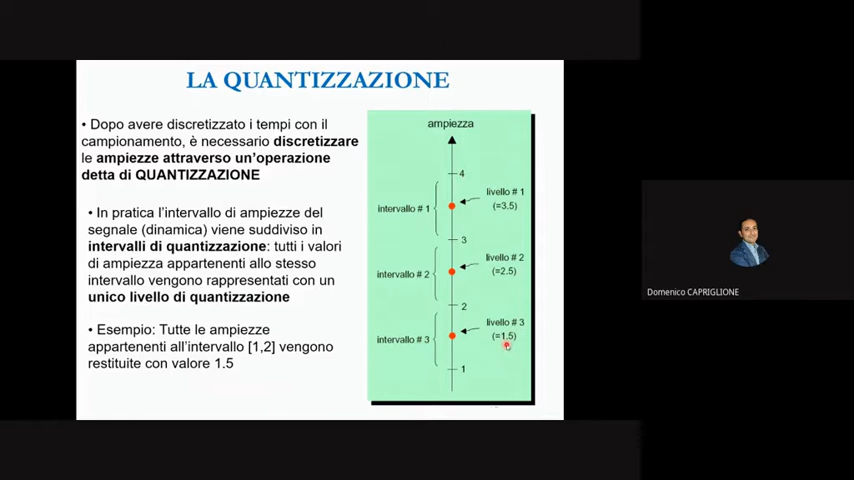 LA QUANTIZZAZIONE
• Dopo avere discretizzato i tempi con il
campionamento, è necessario discretizzare
le ampiezze attraverso un'operazione
detta di QUANTIZZAZIONE
• In pratica l'intervallo di ampiezze del
segnale (dinamica) viene suddiviso in
intervalli di quantizzazione: tutti i valori
di ampiezza appartenenti allo stesso
intervallo vengono rappresentati con un
unico livello di quantizzazione
• Esempio: Tutte le ampiezze
appartenenti all'intervallo [1,2] vengono
restituite con valore 1.5
ampiezza
4
livello # 1
(=3.5)
intervallo # 1
3
livello # 2
(=2.5)
intervallo # 2
2
livello # 3
(=1.5)
intervallo # 3
1
Domenico CAPRIGLIONE